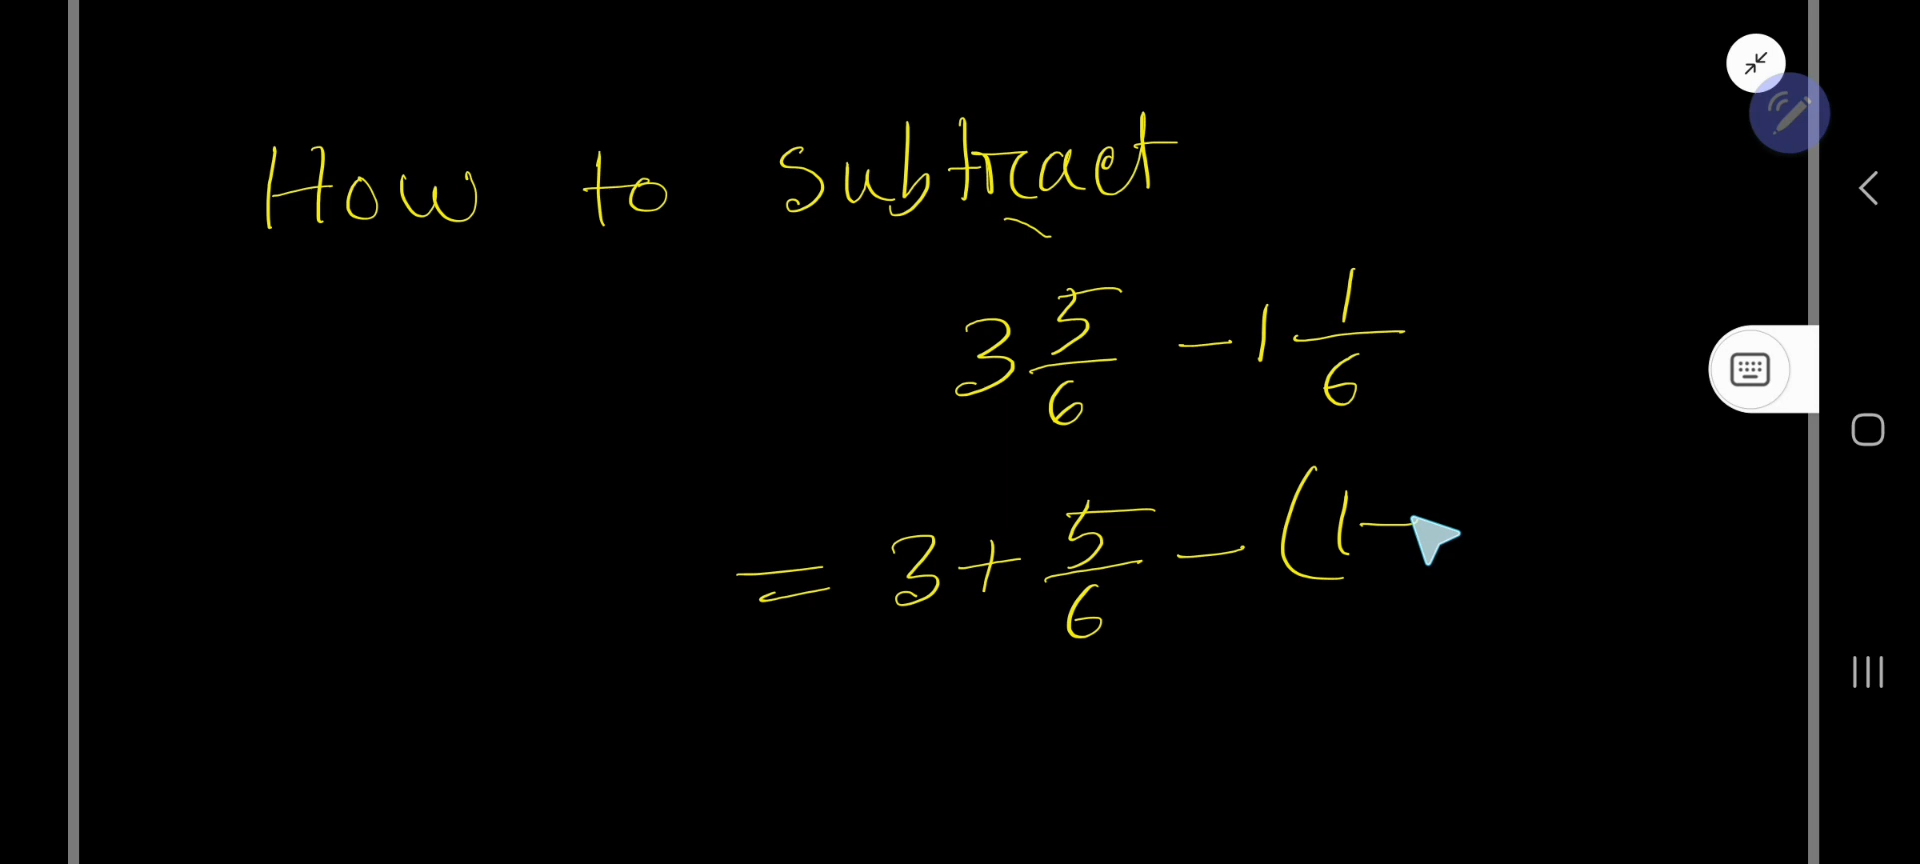 How to subtract
3 5/6 - 1 1/6
= 3 + 5/6 - (1 -